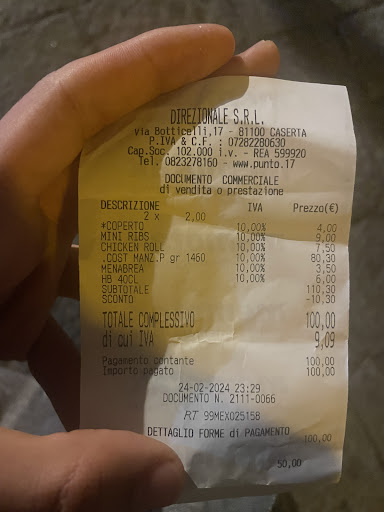 DIREZIONALE S.R.L.
via Botticelli,17 - 81100 CASERTA
P.IVA & C.F. : 07282280630
Cap.Soc. 102.000 i.v. - REA 599920
Tel. 0823278160 - www.punto.17
DOCUMENTO COMMERCIALE
di vendita o prestazione
DESCRIZIONE IVA Prezzo(€)
2 x 2,00
*COPERTO 10,00% 4,00
MINI RIBS 10,00% 9,00
CHICKEN ROLL 10,00% 7,50
.COST MANZ.P gr 1460 10,00% 80,30
MENABREA 10,00% 3,50
HB 40CL 10,00% 6,00
SUBTOTALE 110,30
SCONTO -10,30
TOTALE COMPLESSIVO 100,00
di cui IVA 9,09
Pagamento contante 100,00
Importo pagato 100,00
24-02-2024 23:29
DOCUMENTO N. 2111-0066
RT 99MEX025158
DETTAGLIO FORME di PAGAMENTO
100,00
50,00